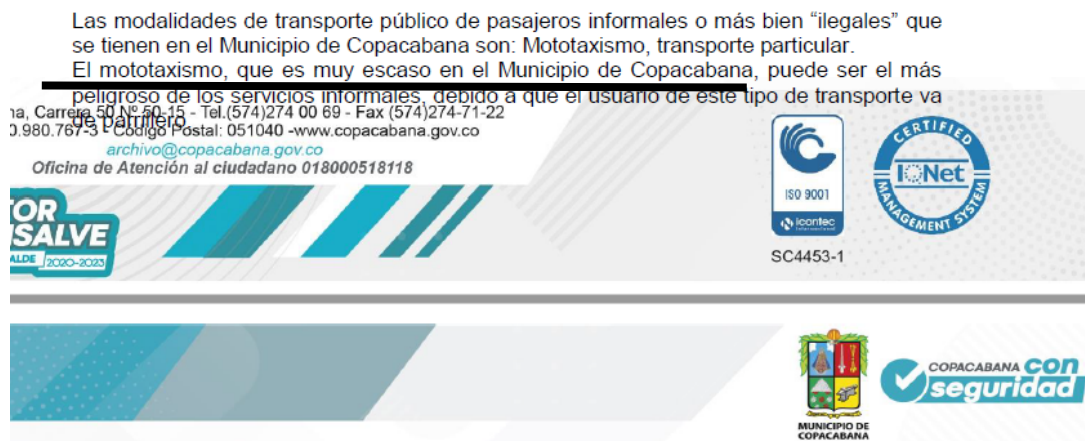 Las modalidades de transporte público de pasajeros informales o más bien “ilegales” que
se tienen en el Municipio de Copacabana son: Mototaxismo, transporte particular.
El mototaxismo, que es muy escaso en el Municipio de Copacabana, puede ser el más
peligroso de los servicios informales, debido a que el usuario de este tipo de transporte va
de parrillero.
na, Carrera 50 Nº 50-15 - Tel.(574)274 00 69 - Fax (574)274-71-22
0.980.767-3 - Código Postal: 051040 -www.copacabana.gov.co
archivo@copacabana.gov.co
Oficina de Atención al ciudadano 018000518118
OR
SALVE
ALDE 2020-2023
ISO 9001
icontec
international
SC4453-1
CERTIFIED
IQNet
MANAGEMENT SYSTEM
MUNICIPIO DE
COPACABANA
COPACABANA con
seguridad